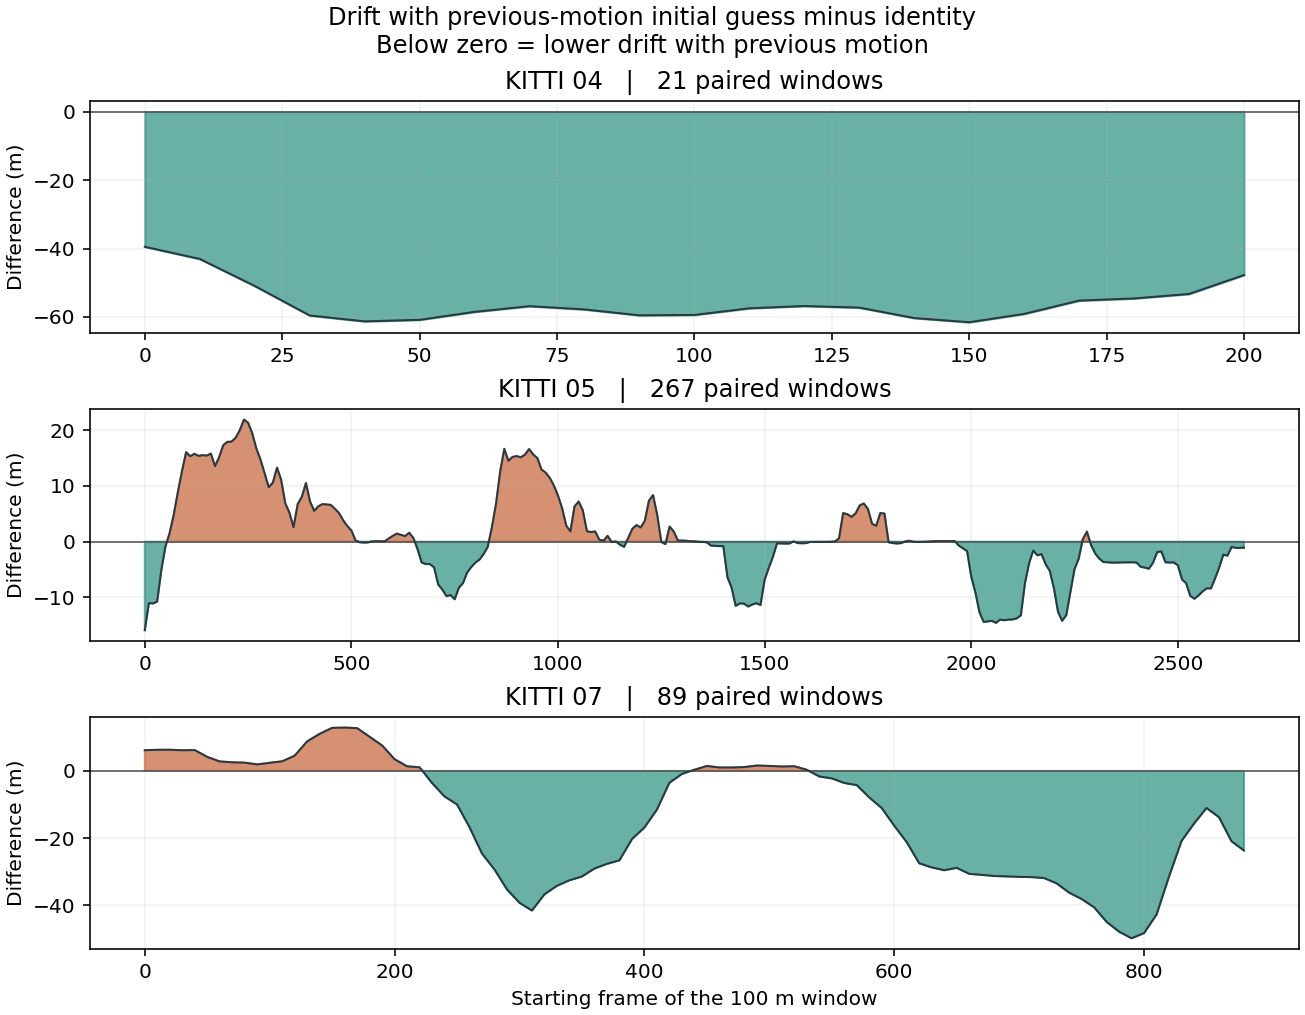 Drift with previous-motion initial guess minus identity
Below zero = lower drift with previous motion
KITTI 04 | 21 paired windows
Difference (m)
0
−20
−40
−60
0 25 50 75 100 125 150 175 200
KITTI 05 | 267 paired windows
Difference (m)
20
10
0
−10
0 500 1000 1500 2000 2500
KITTI 07 | 89 paired windows
Difference (m)
0
−20
−40
0 200 400 600 800
Starting frame of the 100 m window